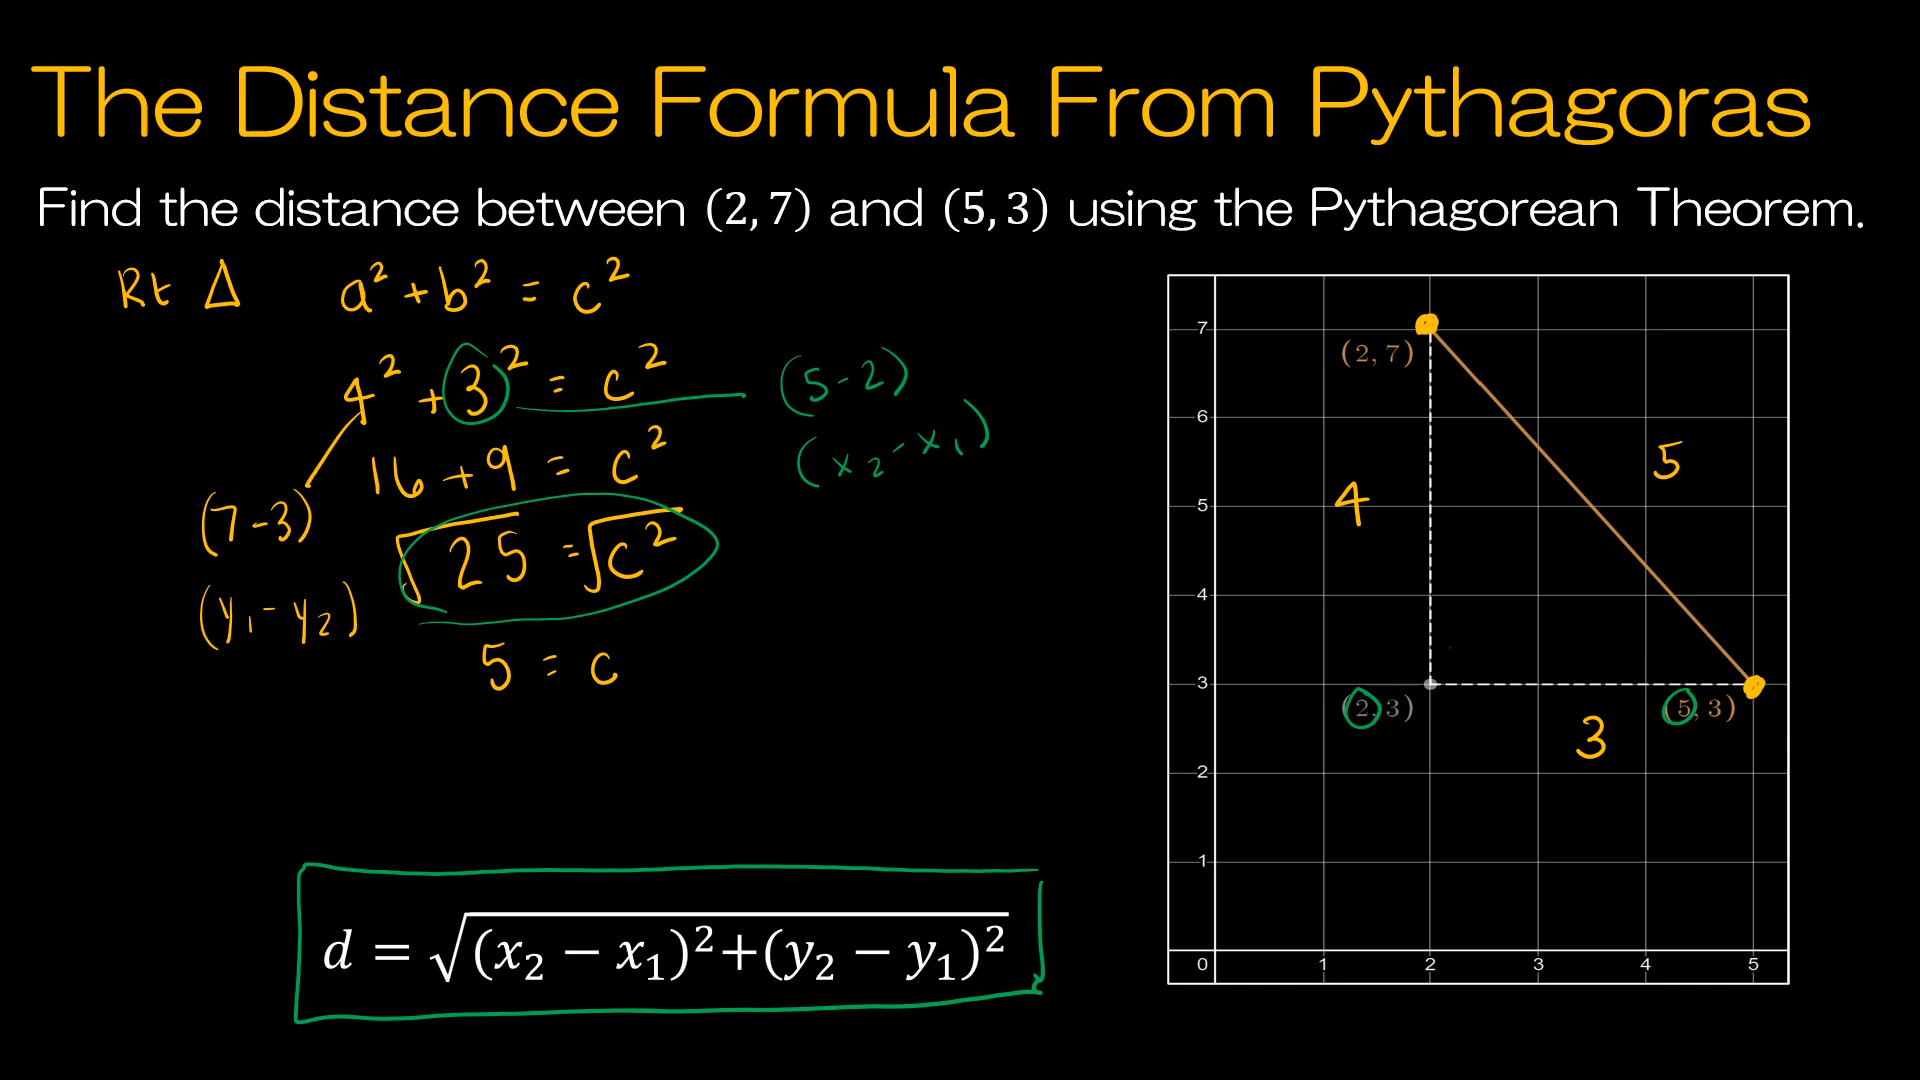 The Distance Formula From Pythagoras
Find the distance between (2, 7) and (5, 3) using the Pythagorean Theorem.
Rt Δ a² + b² = c²
4² + 3² = c²
(5-2)
(x₂ - x₁)
16 + 9 = c²
(7-3)
√25 = √c²
(y₁ - y₂)
5 = c
d = √(x₂ − x₁)²+(y₂ − y₁)²
7
(2, 7)
6
5
4
5
4
3
(2, 3)
(5, 3)
3
2
1
0 1 2 3 4 5